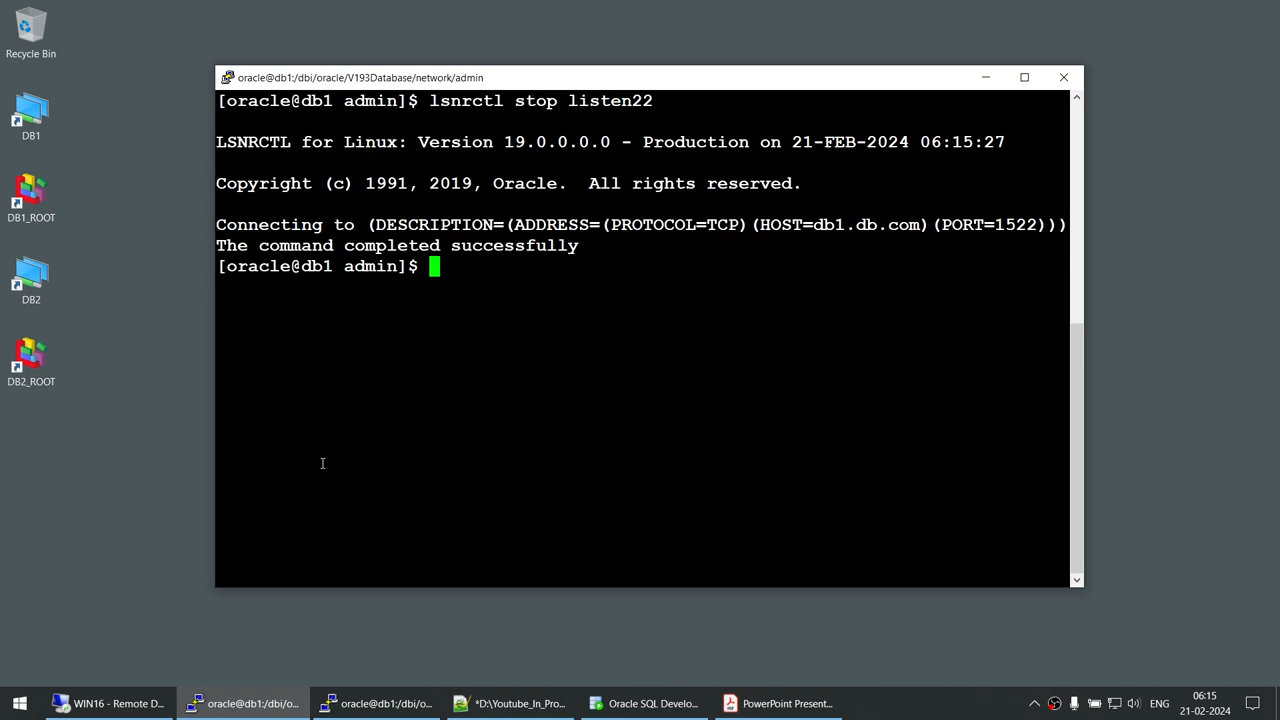 Recycle Bin
DB1
DB1_ROOT
DB2
DB2_ROOT
oracle@db1:/dbi/oracle/V193Database/network/admin
[oracle@db1 admin]$ lsnrctl stop listen22
LSNRCTL for Linux: Version 19.0.0.0.0 - Production on 21-FEB-2024 06:15:27
Copyright (c) 1991, 2019, Oracle.  All rights reserved.
Connecting to (DESCRIPTION=(ADDRESS=(PROTOCOL=TCP)(HOST=db1.db.com)(PORT=1522)))
The command completed successfully
[oracle@db1 admin]$
WIN16 - Remote D...
oracle@db1:/dbi/o...
oracle@db1:/dbi/o...
*D:\Youtube_In_Pro...
Oracle SQL Develo...
PowerPoint Present...
ENG
06:15
21-02-2024